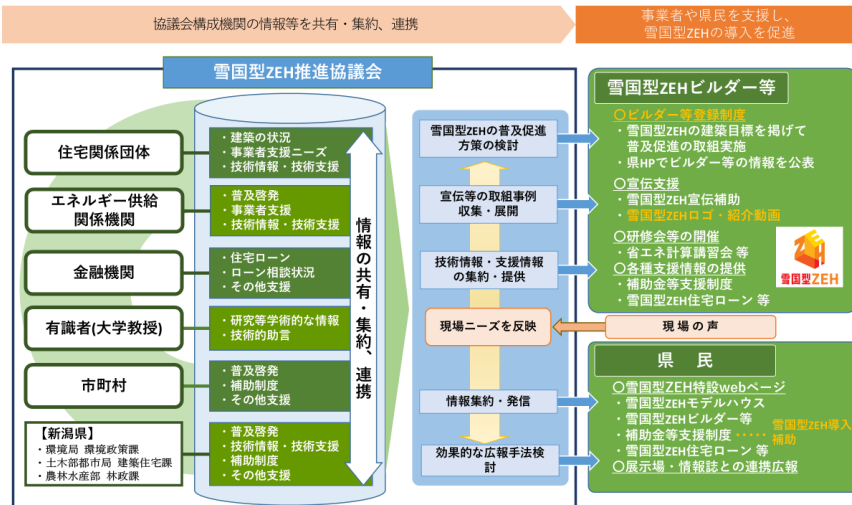 協議会構成機関の情報等を共有・集約、連携
事業者や県民を支援し、
雪国型ZEHの導入を促進
雪国型ZEH推進協議会
住宅関係団体
・建築の状況
・事業者支援ニーズ
・技術情報・技術支援
エネルギー供給
関係機関
・普及啓発
・事業者支援
・技術情報・技術支援
金融機関
・住宅ローン
・ローン相談状況
・その他支援
有識者(大学教授)
・研究等学術的な情報
・技術的助言
市町村
・普及啓発
・補助制度
・その他支援
【新潟県】
・環境局 環境政策課
・土木部都市局 建築住宅課
・農林水産部 林政課
・普及啓発
・技術情報・技術支援
・補助制度
・その他支援
情報の共有・集約、連携
雪国型ZEHの普及促進
方策の検討
宣伝等の取組事例
収集・展開
技術情報・支援情報
の集約・提供
現場ニーズを反映
現場の声
情報集約・発信
効果的な広報手法検
討
雪国型ZEHビルダー等
〇ビルダー等登録制度
・雪国型ZEHの建築目標を掲げて
普及促進の取組実施
・県HPでビルダー等の情報を公表
〇宣伝支援
・雪国型ZEH宣伝補助
・雪国型ZEHロゴ・紹介動画
〇研修会等の開催
・省エネ計算講習会 等
〇各種支援情報の提供
・補助金等支援制度
・雪国型ZEH住宅ローン 等
雪国型ZEH
県 民
〇雪国型ZEH特設webページ
・雪国型ZEHモデルハウス
・雪国型ZEHビルダー等
・補助金等支援制度 ‥‥‥ 雪国型ZEH導入
補助
・雪国型ZEH住宅ローン 等
〇展示場・情報誌との連携広報